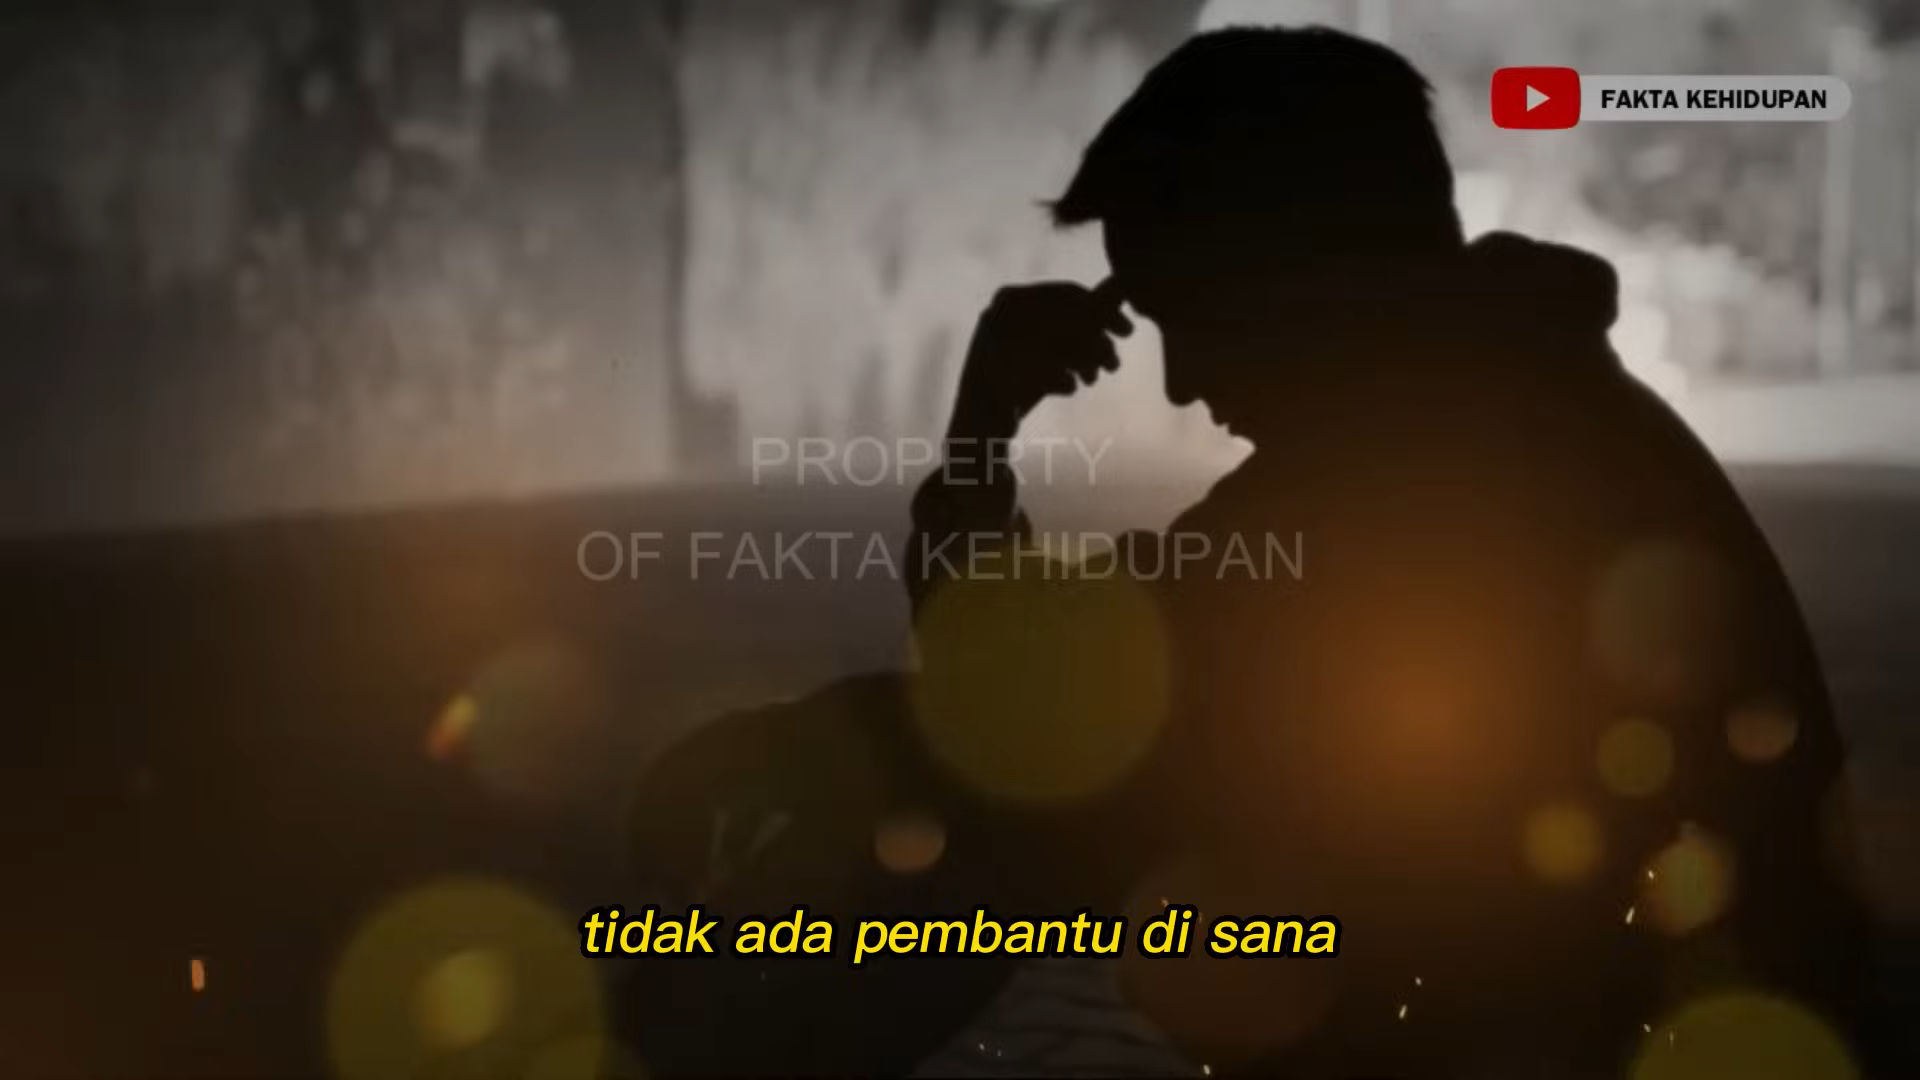 FAKTA KEHIDUPAN
PROPERTY
OF FAKTA KEHIDUPAN
tidak ada pembantu di sana